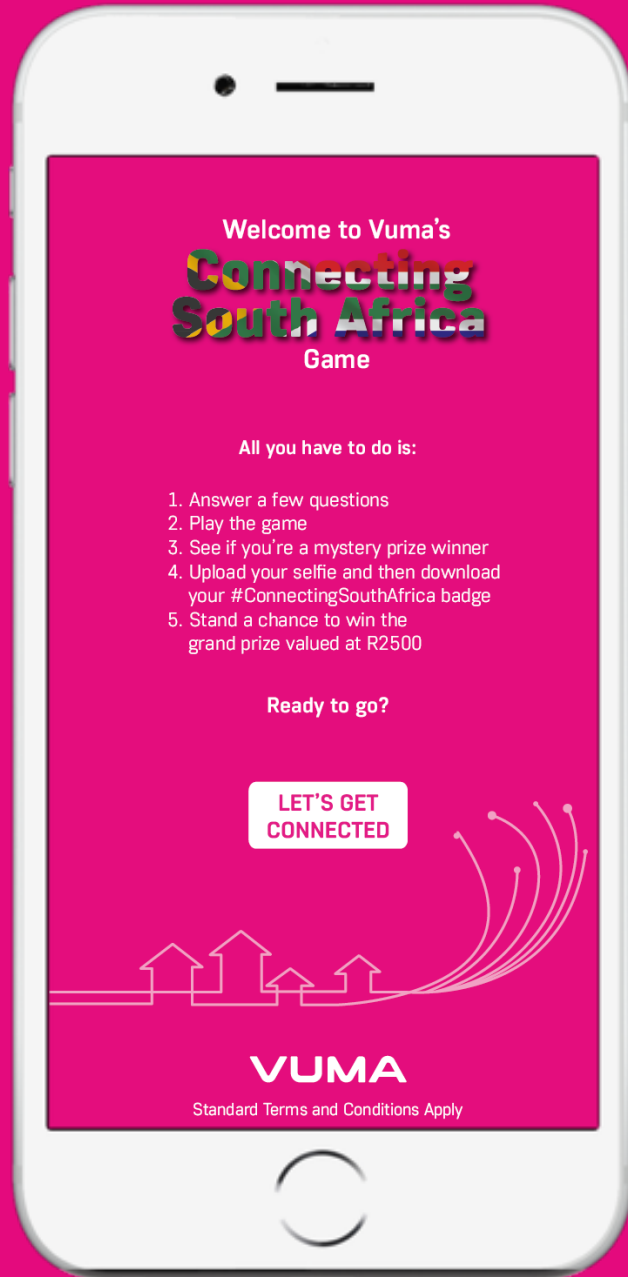 Welcome to Vuma's
Connecting
South Africa
Game
All you have to do is:
1. Answer a few questions
2. Play the game
3. See if you're a mystery prize winner
4. Upload your selfie and then download
your #ConnectingSouthAfrica badge
5. Stand a chance to win the
grand prize valued at R2500
Ready to go?
LET'S GET
CONNECTED
VUMA
Standard Terms and Conditions Apply